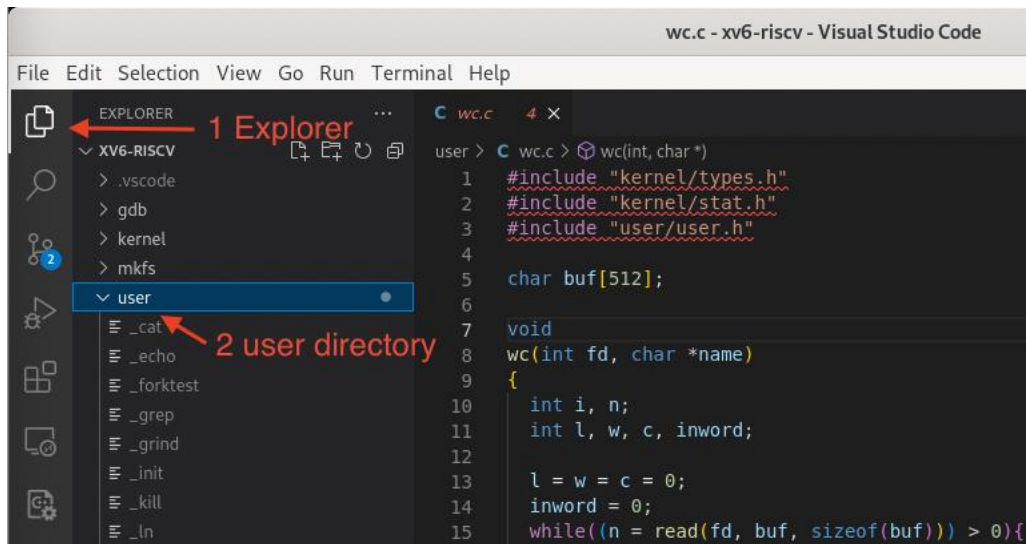 wc.c - xv6-riscv - Visual Studio Code
File Edit Selection View Go Run Terminal Help
EXPLORER ...
1 Explorer
XV6-RISCV
.vscode
gdb
kernel
mkfs
user
2 user directory
_cat
_echo
_forktest
_grep
_grind
_init
_kill
_ln
2
C wc.c 4 ×
user > C wc.c > wc(int, char *)
1 #include "kernel/types.h"
2 #include "kernel/stat.h"
3 #include "user/user.h"
4
5 char buf[512];
6
7 void
8 wc(int fd, char *name)
9 {
10 int i, n;
11 int l, w, c, inword;
12
13 l = w = c = 0;
14 inword = 0;
15 while((n = read(fd, buf, sizeof(buf))) > 0){